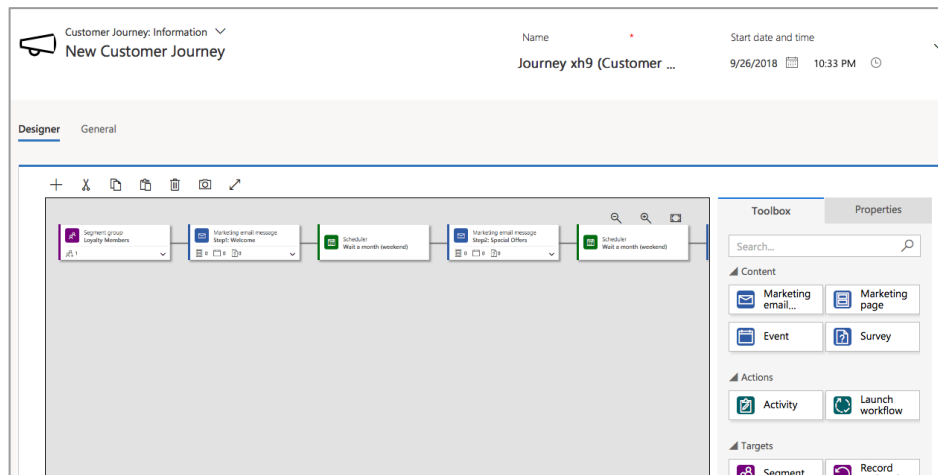 Customer Journey: Information
New Customer Journey
Name *
Journey xh9 (Customer ...
Start date and time
9/26/2018 10:33 PM
Designer General
Segment group
Loyalty Members
1
Marketing email message
Step1: Welcome
0 0 0
Scheduler
Wait a month (weekend)
Marketing email message
Step2: Special Offers
0 0 0
Scheduler
Wait a month (weekend)
Toolbox Properties
Search...
Content
Marketing
email...
Marketing
page
Event
Survey
Actions
Activity
Launch
workflow
Targets
Segment
Record